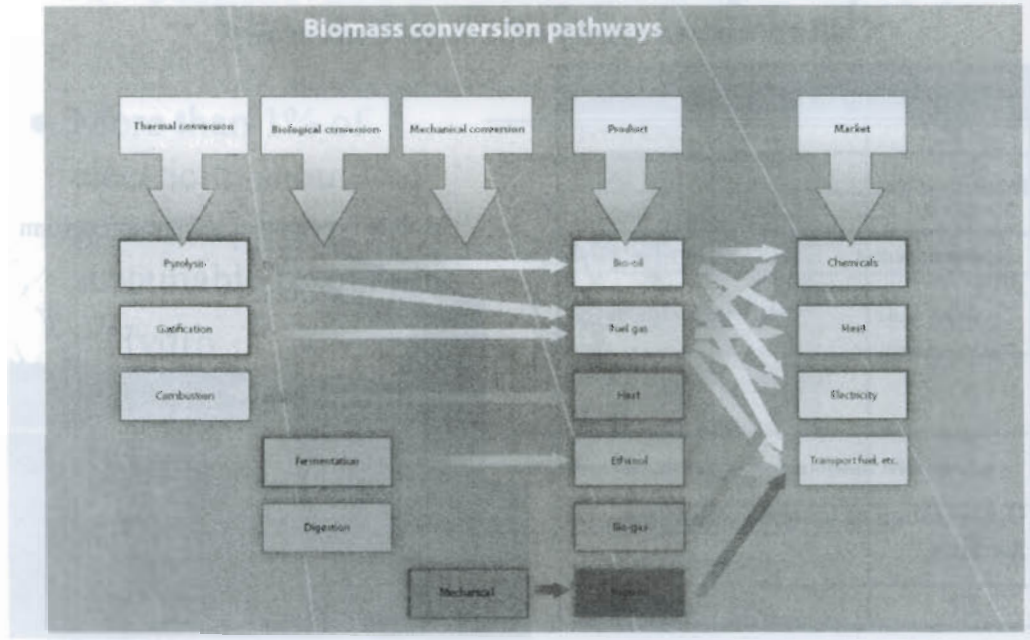 Biomass conversion pathways
Thermal conversion
Biological conversion
Mechanical conversion
Product
Market
Pyrolysis
Bio-oil
Chemicals
Gasification
Fuel gas
Heat
Combustion
Heat
Electricity
Fermentation
Ethanol
Transport fuel, etc.
Digestion
Bio-gas
Mechanical